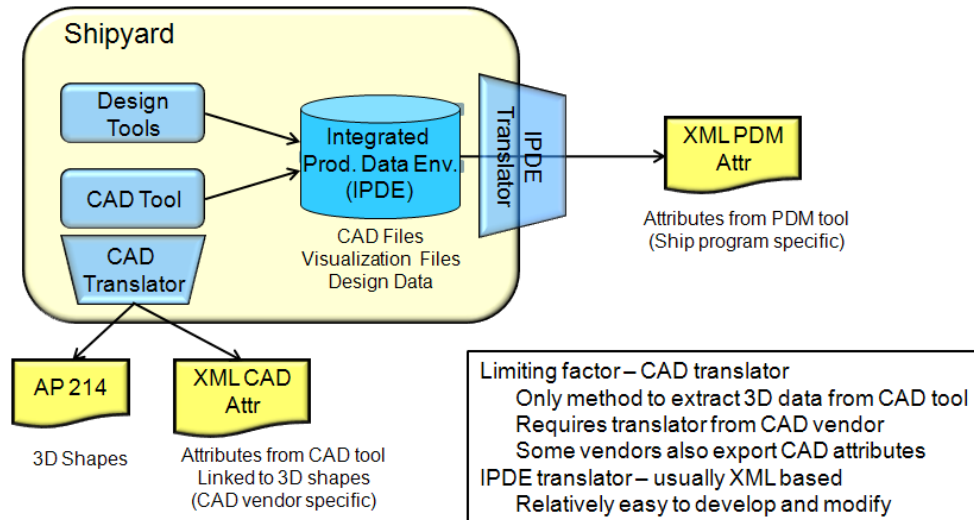 Shipyard
Design
Tools
CAD Tool
CAD
Translator
Integrated
Prod. Data Env.
(IPDE)
CAD Files
Visualization Files
Design Data
IPDE
Translator
XML PDM
Attr
Attributes from PDM tool
(Ship program specific)
AP 214
3D Shapes
XML CAD
Attr
Attributes from CAD tool
Linked to 3D shapes
(CAD vendor specific)
Limiting factor – CAD translator
Only method to extract 3D data from CAD tool
Requires translator from CAD vendor
Some vendors also export CAD attributes
IPDE translator – usually XML based
Relatively easy to develop and modify